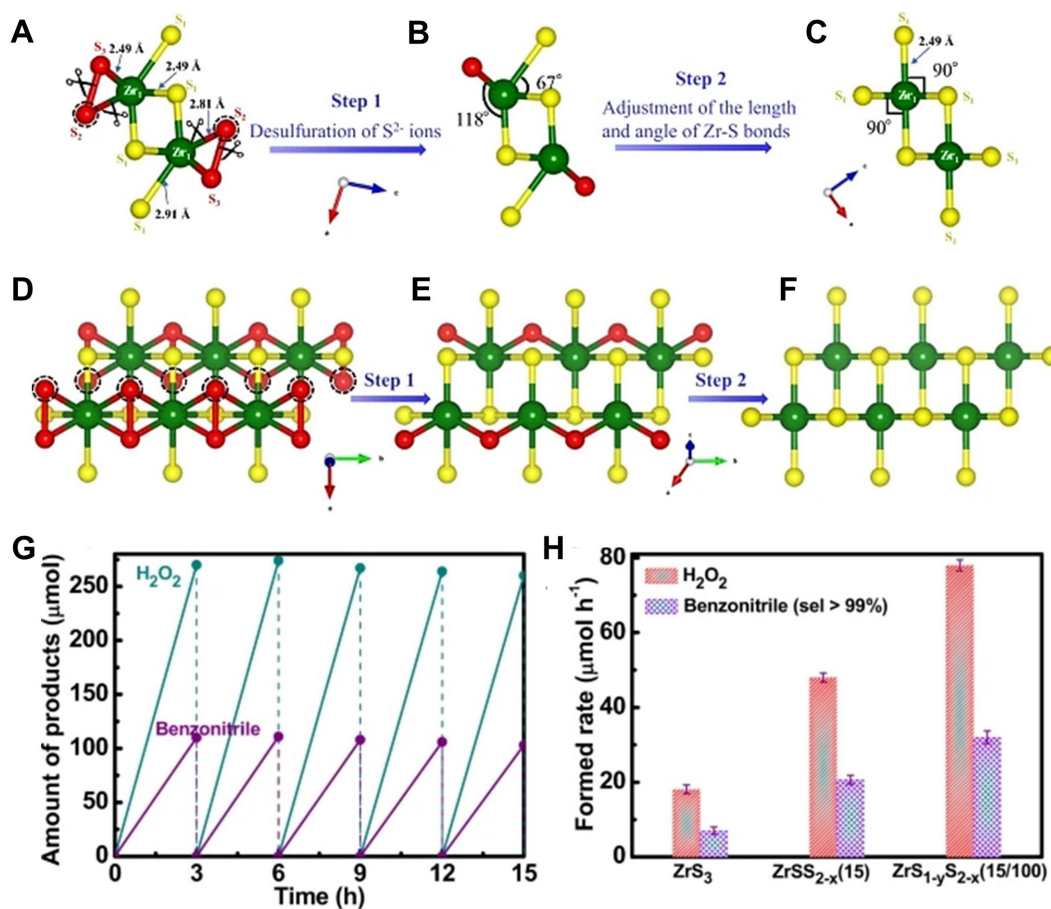 A
S₁
S₃
2.49 Å
Zr₁
2.49 Å
S₁
S₂
2.81 Å
S₂
S₁
Zr₁
S₃
2.91 Å
S₁
Step 1
Desulfuration of S²⁻ ions
c
a
B
67°
118°
Step 2
Adjustment of the length
and angle of Zr-S bonds
c
a
C
S₁
2.49 Å
90°
S₁
Zr₁
S₁
90°
Zr₁
S₁
S₁
D
Step 1
b
a
E
Step 2
c
b
a
F
G
Amount of products (μmol)
250
200
150
100
50
0
H₂O₂
Benzonitrile
0 3 6 9 12 15
Time (h)
H
Formed rate (μmol h⁻¹)
80
60
40
20
0
H₂O₂
Benzonitrile (sel > 99%)
ZrS₃ ZrSS₂₋ₓ(15) ZrS₁₋ᵧS₂₋ₓ(15/100)